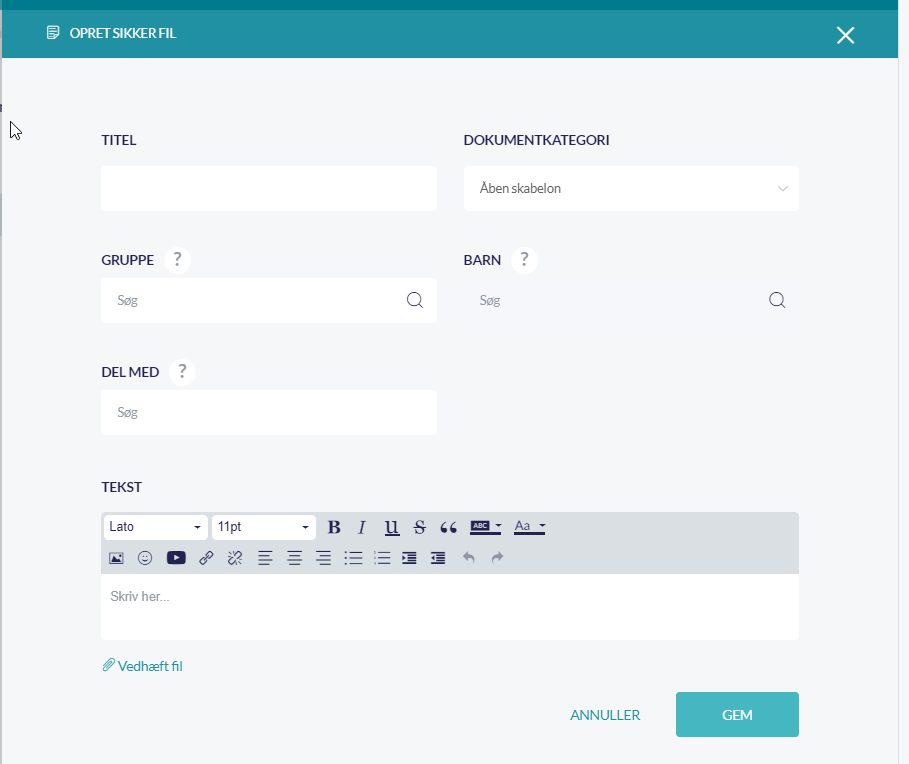 OPRET SIKKER FIL
TITEL
DOKUMENTKATEGORI
Åben skabelon
GRUPPE ?
BARN ?
Søg
Søg
DEL MED ?
Søg
TEKST
Lato 11pt B I U S “ ABC Aa
Skriv her...
Vedhæft fil
ANNULLER GEM